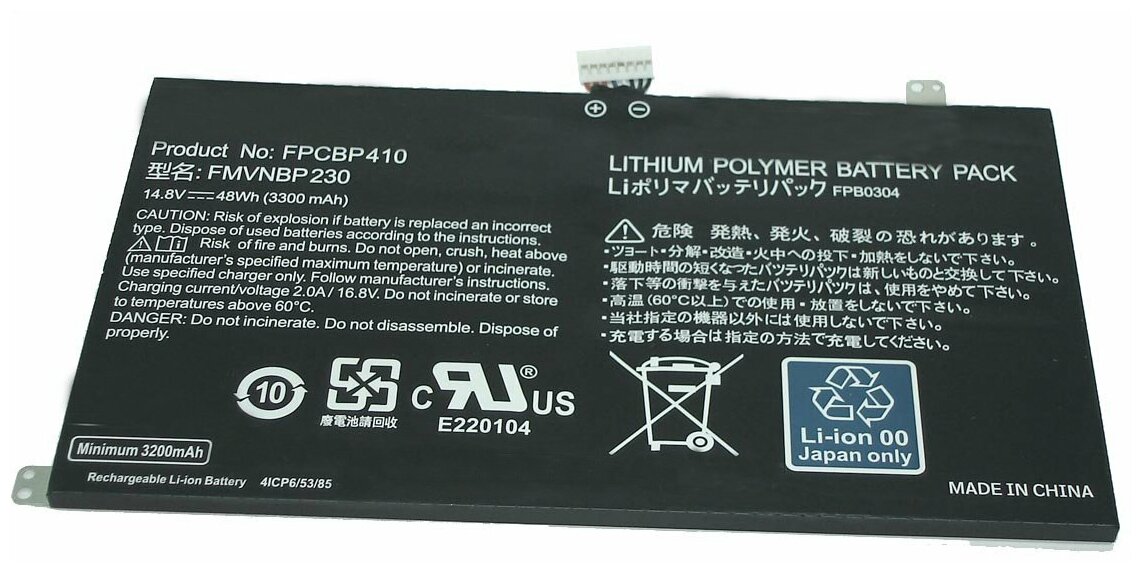 Product No: FPCBP410
型名: FMVNBP230
14.8V 48Wh (3300 mAh)
CAUTION: Risk of explosion if battery is replaced an incorrect
type. Dispose of used batteries according to the instructions.
Risk of fire and burns. Do not open, crush, heat above
(manufacturer's specified maximum temperature) or incinerate.
Use specified charger only. Follow manufacturer's instructions.
Charging current/voltage 2.0A / 16.8V. Do not incinerate or store
to temperatures above 60°C.
DANGER: Do not incinerate. Do not disassemble. Dispose of
properly.
LITHIUM POLYMER BATTERY PACK
Liポリマバッテリパック FPB0304
危険 発熱、発火、破裂の恐れがあります。
・ショート・分解・改造・火中への投下・加熱をしないで下さい。
・駆動時間の短くなったバッテリパックは新しいものと交換して下さい。
・落下等の衝撃を与えたバッテリパックは、使用をやめて下さい。
・高温(60℃以上)での使用・放置をしないで下さい。
・当社指定の機器以外には使用しないで下さい。
・充電する場合は指定の方法で充電してください。
10
廢電池請回收
c RU ® US
E220104
Li-ion 00
Japan only
Minimum 3200mAh
Rechargeable Li-ion Battery 4ICP6/53/85
MADE IN CHINA